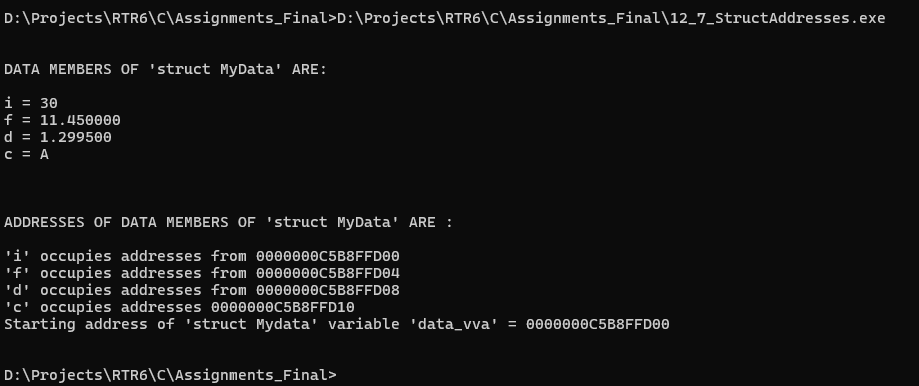 D:\Projects\RTR6\C\Assignments_Final>D:\Projects\RTR6\C\Assignments_Final\12_7_StructAddresses.exe
DATA MEMBERS OF 'struct MyData' ARE:
i = 30
f = 11.450000
d = 1.299500
c = A
ADDRESSES OF DATA MEMBERS OF 'struct MyData' ARE :
'i' occupies addresses from 0000000C5B8FFD00
'f' occupies addresses from 0000000C5B8FFD04
'd' occupies addresses from 0000000C5B8FFD08
'c' occupies addresses 0000000C5B8FFD10
Starting address of 'struct Mydata' variable 'data_vva' = 0000000C5B8FFD00
D:\Projects\RTR6\C\Assignments_Final>